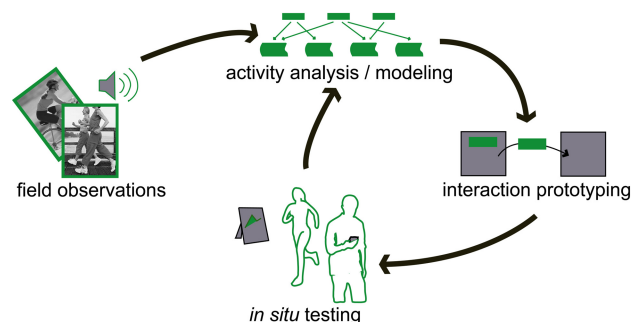 activity analysis / modeling
field observations
interaction prototyping
in situ testing